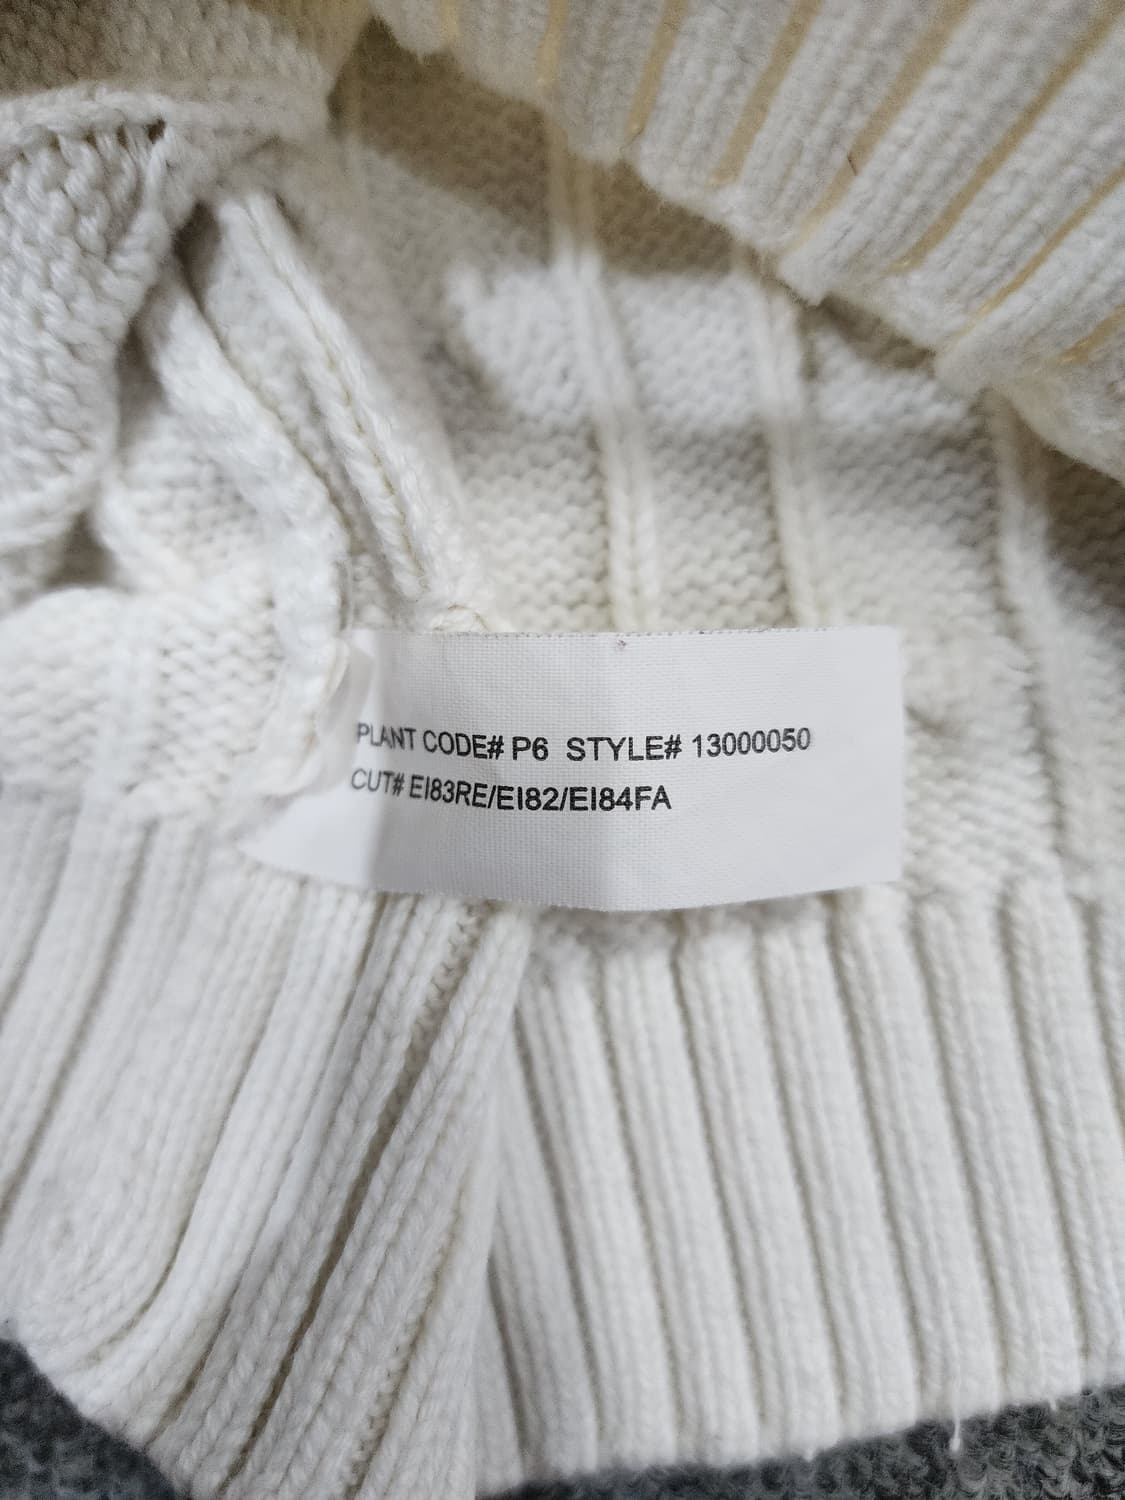 PLANT CODE# P6 STYLE# 13000050
CUT# EI83RE/EI82/EI84FA